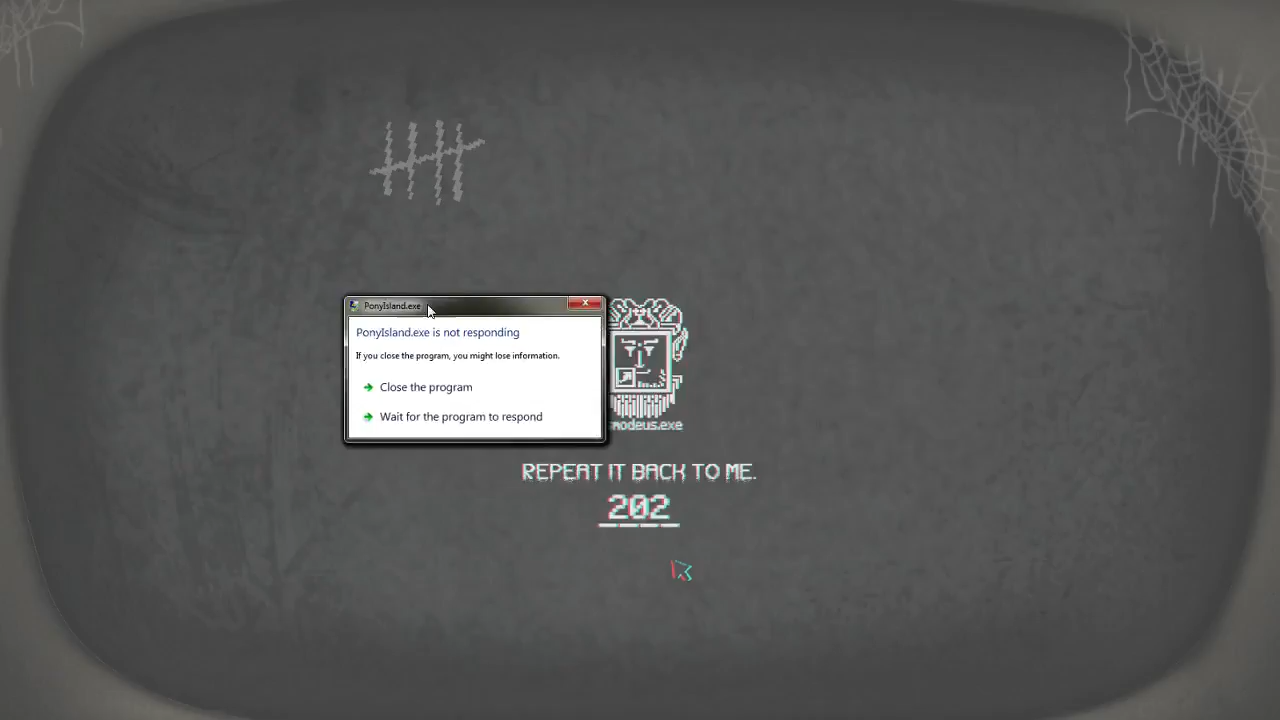 PonyIsland.exe
PonyIsland.exe is not responding
If you close the program, you might lose information.
Close the program
Wait for the program to respond
modeus.exe
REPEAT IT BACK TO ME.
202